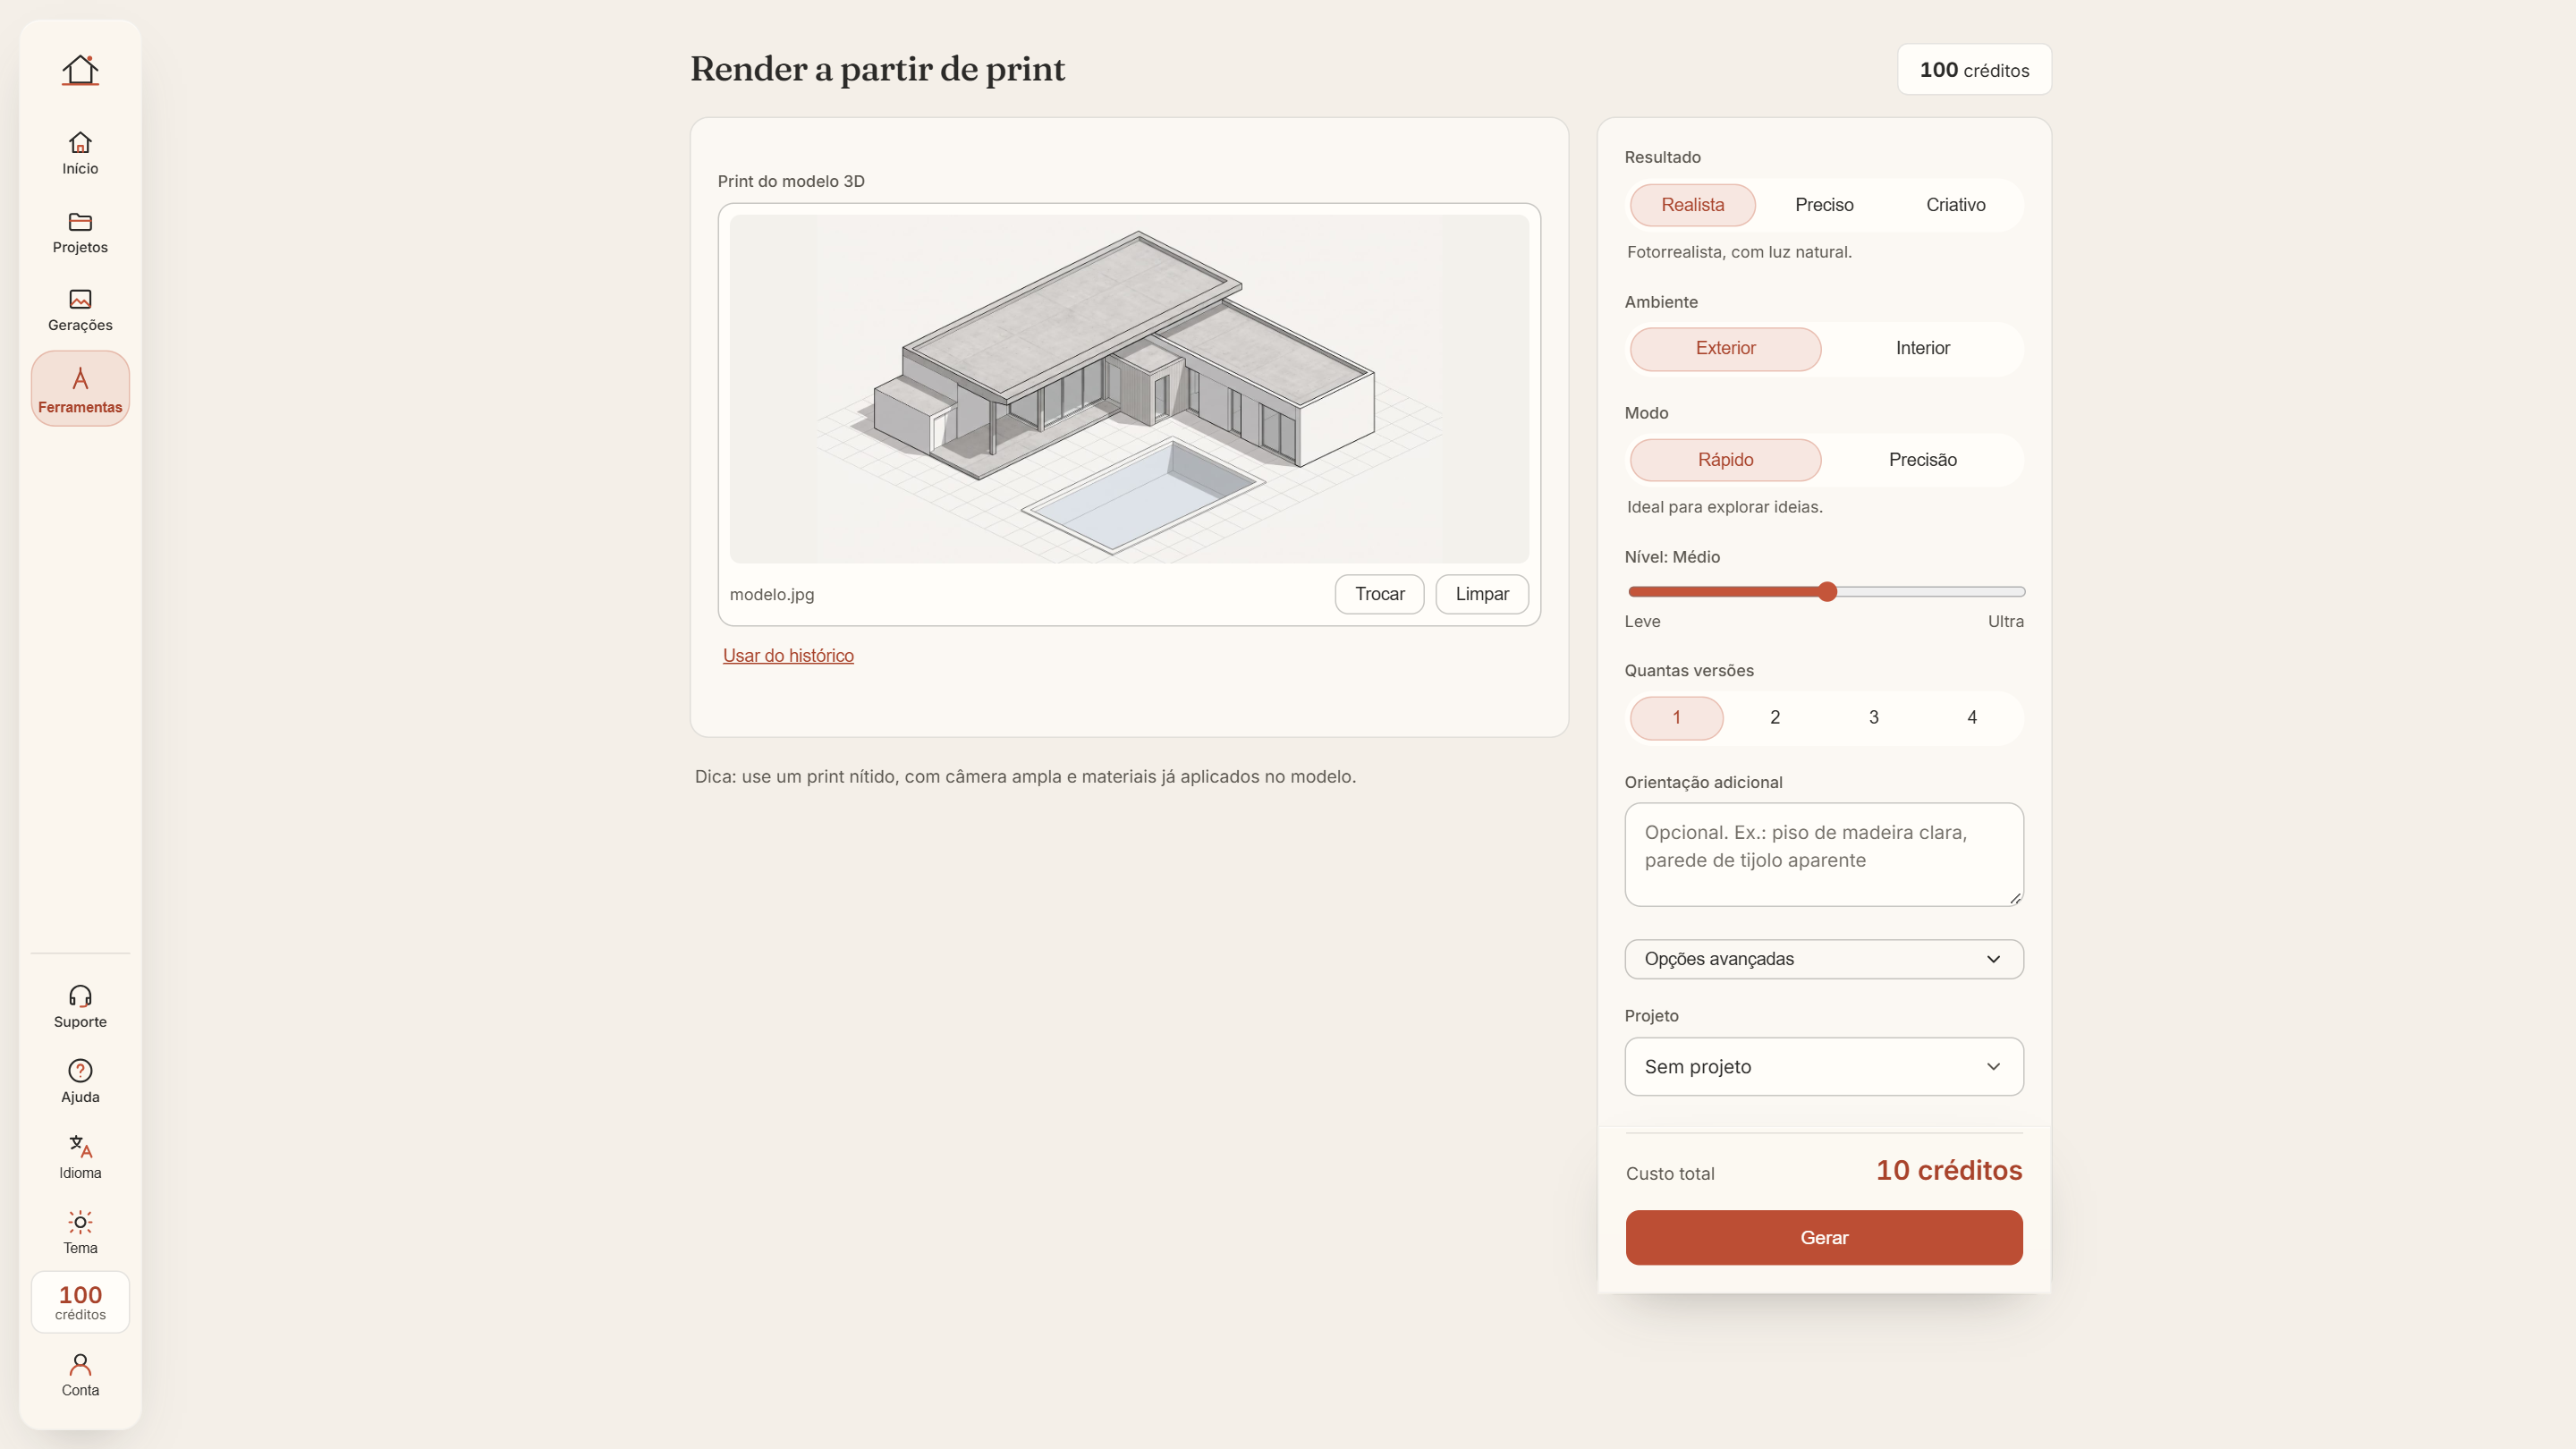 Início
Projetos
Gerações
Ferramentas
Suporte
Ajuda
Idioma
Tema
100
créditos
Conta
Render a partir de print
100 créditos
Print do modelo 3D
modelo.jpg
Trocar
Limpar
Usar do histórico
Dica: use um print nítido, com câmera ampla e materiais já aplicados no modelo.
Resultado
Realista
Preciso
Criativo
Fotorrealista, com luz natural.
Ambiente
Exterior
Interior
Modo
Rápido
Precisão
Ideal para explorar ideias.
Nível: Médio
Leve
Ultra
Quantas versões
1
2
3
4
Orientação adicional
Opcional. Ex.: piso de madeira clara,
parede de tijolo aparente
Opções avançadas
Projeto
Sem projeto
Custo total
10 créditos
Gerar